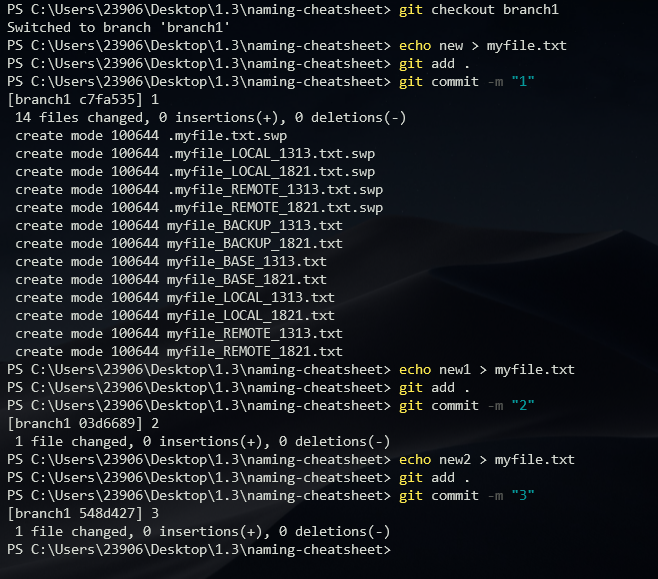 PS C:\Users\23906\Desktop\1.3\naming-cheatsheet> git checkout branch1
Switched to branch 'branch1'
PS C:\Users\23906\Desktop\1.3\naming-cheatsheet> echo new > myfile.txt
PS C:\Users\23906\Desktop\1.3\naming-cheatsheet> git add .
PS C:\Users\23906\Desktop\1.3\naming-cheatsheet> git commit -m "1"
[branch1 c7fa535] 1
 14 files changed, 0 insertions(+), 0 deletions(-)
 create mode 100644 .myfile.txt.swp
 create mode 100644 .myfile_LOCAL_1313.txt.swp
 create mode 100644 .myfile_LOCAL_1821.txt.swp
 create mode 100644 .myfile_REMOTE_1313.txt.swp
 create mode 100644 .myfile_REMOTE_1821.txt.swp
 create mode 100644 myfile_BACKUP_1313.txt
 create mode 100644 myfile_BACKUP_1821.txt
 create mode 100644 myfile_BASE_1313.txt
 create mode 100644 myfile_BASE_1821.txt
 create mode 100644 myfile_LOCAL_1313.txt
 create mode 100644 myfile_LOCAL_1821.txt
 create mode 100644 myfile_REMOTE_1313.txt
 create mode 100644 myfile_REMOTE_1821.txt
PS C:\Users\23906\Desktop\1.3\naming-cheatsheet> echo new1 > myfile.txt
PS C:\Users\23906\Desktop\1.3\naming-cheatsheet> git add .
PS C:\Users\23906\Desktop\1.3\naming-cheatsheet> git commit -m "2"
[branch1 03d6689] 2
 1 file changed, 0 insertions(+), 0 deletions(-)
PS C:\Users\23906\Desktop\1.3\naming-cheatsheet> echo new2 > myfile.txt
PS C:\Users\23906\Desktop\1.3\naming-cheatsheet> git add .
PS C:\Users\23906\Desktop\1.3\naming-cheatsheet> git commit -m "3"
[branch1 548d427] 3
 1 file changed, 0 insertions(+), 0 deletions(-)
PS C:\Users\23906\Desktop\1.3\naming-cheatsheet>